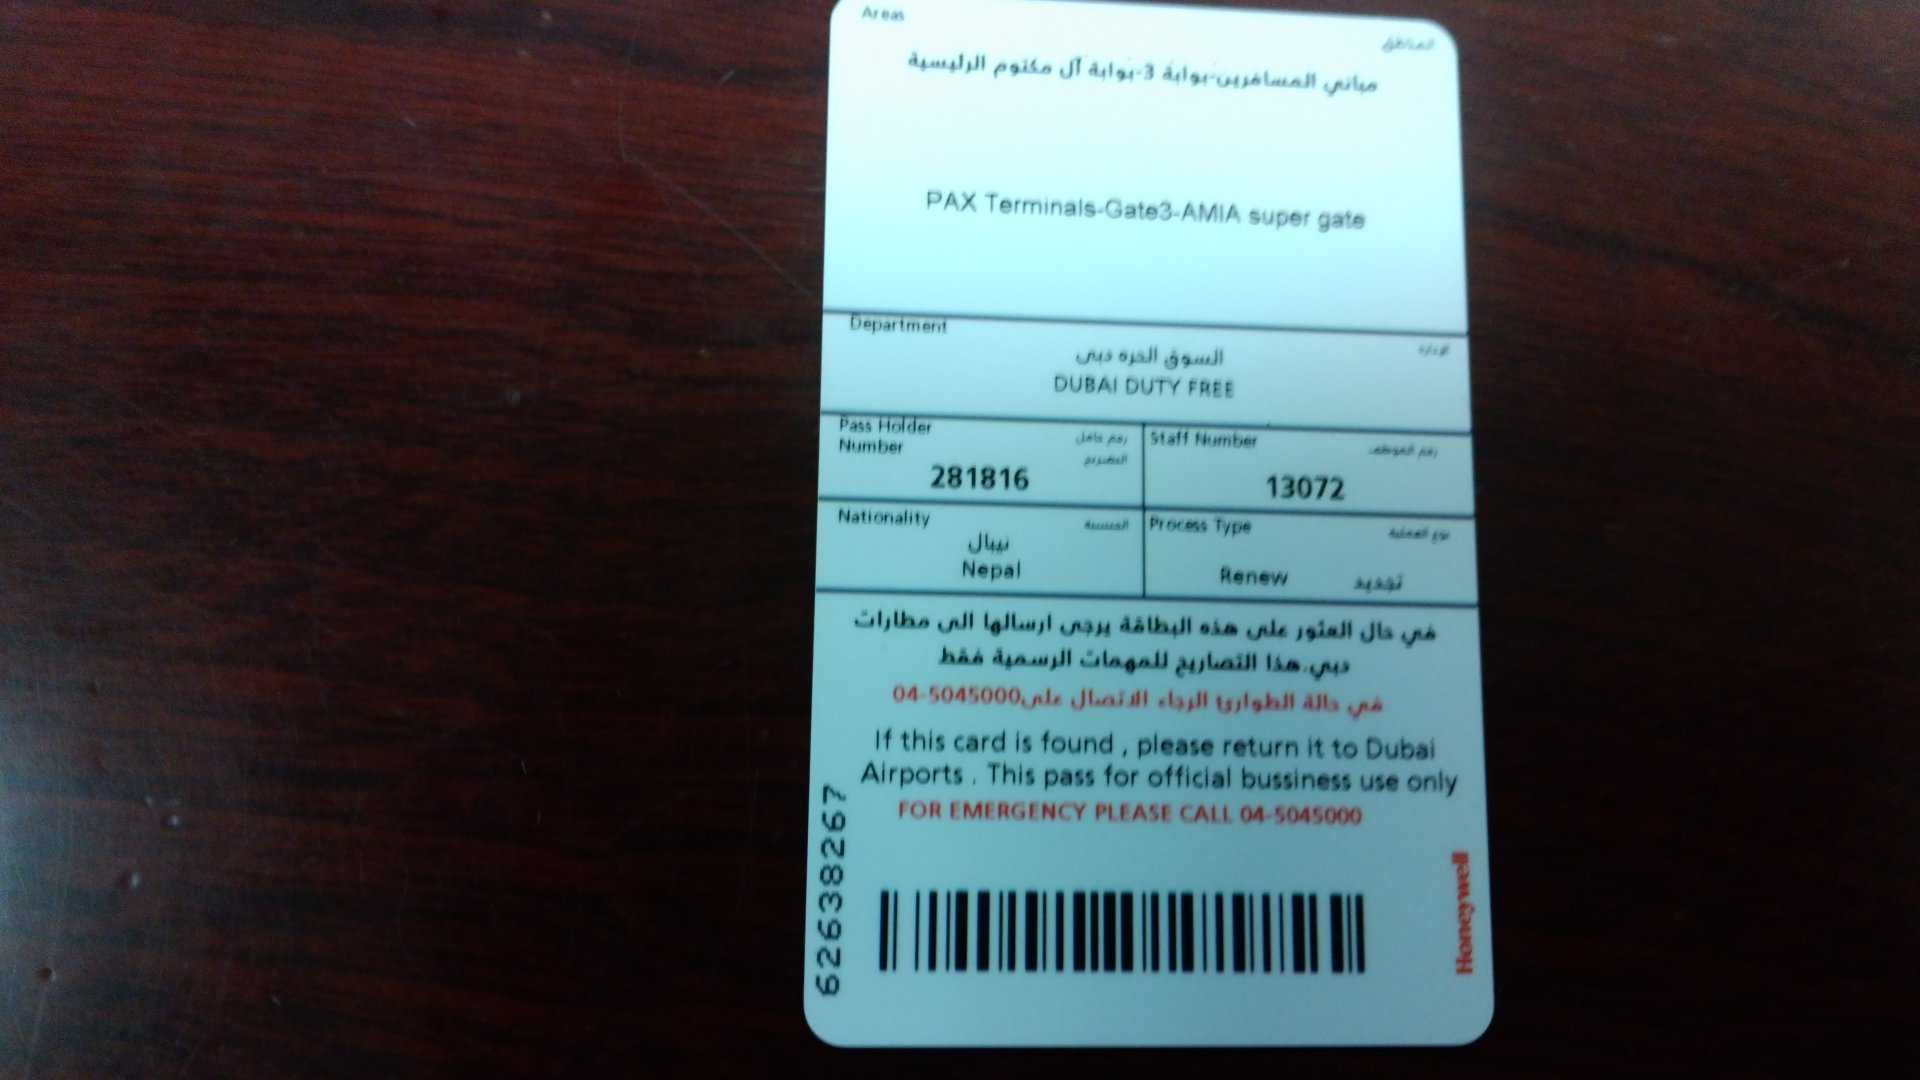 Areas
المناطق
مباني المسافرين-بوابة 3-بوابة آل مكتوم الرئيسية
PAX Terminals-Gate3-AMIA super gate
Department
الإدارة
السوق الحره دبي
DUBAI DUTY FREE
Pass Holder
Number
رقم حامل
التصريح
281816
Staff Number
رقم الموظف
13072
Nationality
الجنسية
نيبال
Nepal
Process Type
نوع العملية
Renew تجديد
في حال العثور على هذه البطاقة يرجى ارسالها الى مطارات
دبي.هذا التصاريح للمهمات الرسمية فقط
في حالة الطوارئ الرجاء الاتصال على04-5045000
If this card is found , please return it to Dubai
Airports . This pass for official bussiness use only
FOR EMERGENCY PLEASE CALL 04-5045000
62638267
Honeywell